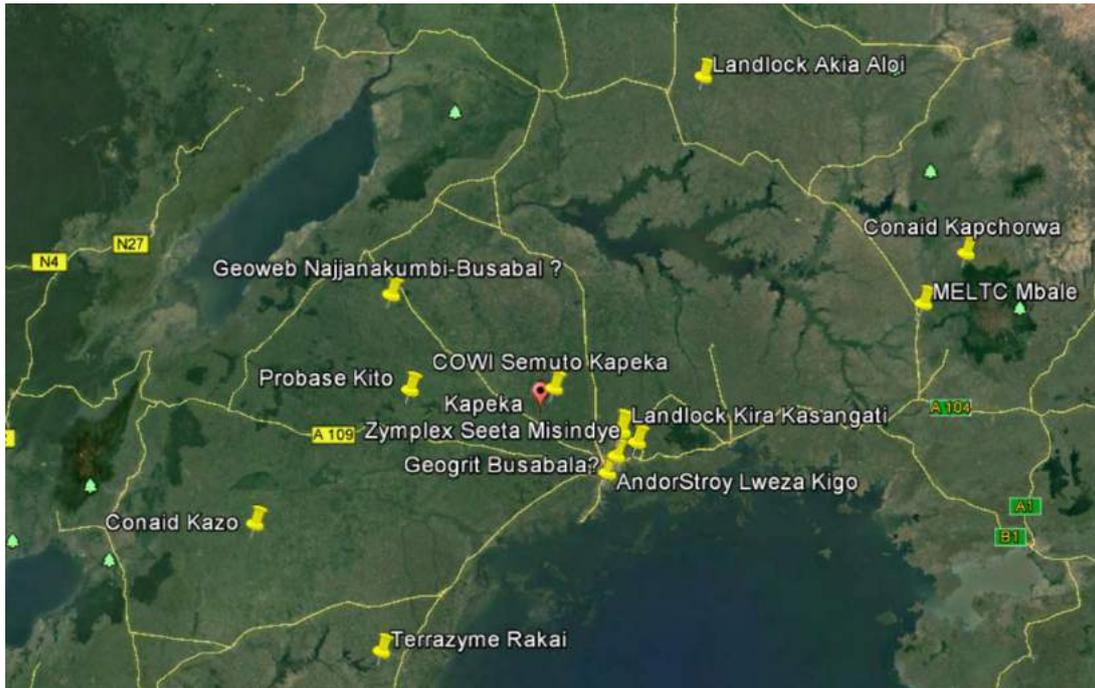 Landlock Akia Aloi
Conaid Kapchorwa
N27
N4
Geoweb Najjanakumbi-Busabal ?
MELTC Mbale
COWI Semuto Kapeka
Probase Kito
Kapeka
A 104
Landlock Kira Kasangati
A 109
Zymplex Seeta Misindye
Geogrit Busabala?
AndorStroy Lweza Kigo
A1
Conaid Kazo
B1
Terrazyme Rakai